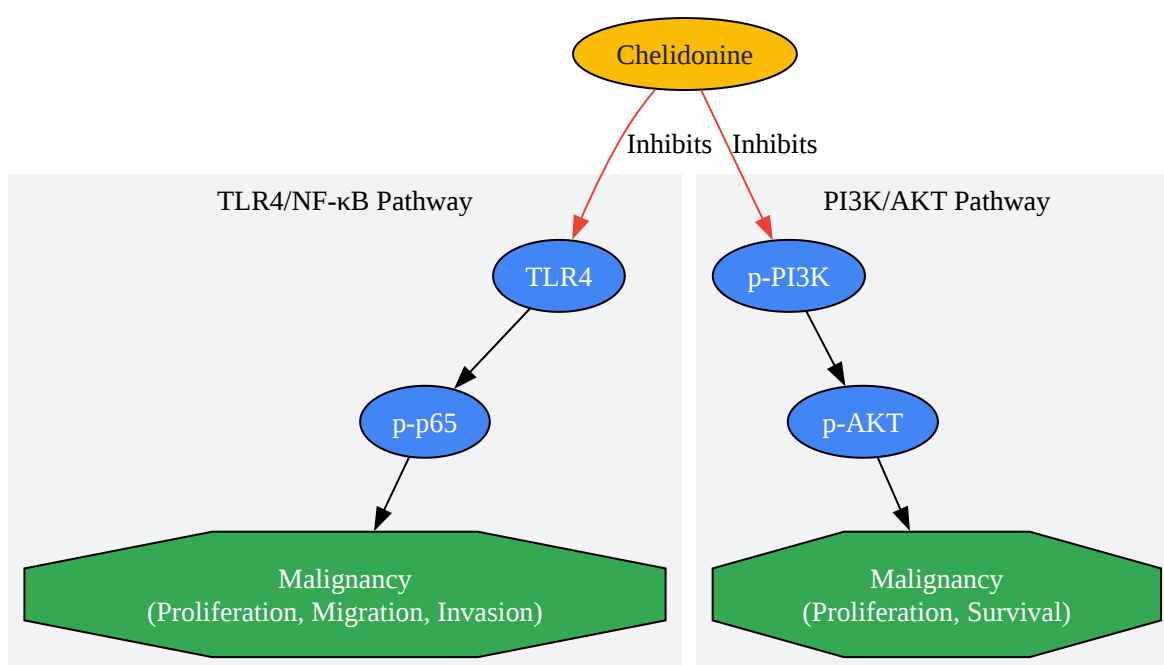 Chelidonine
Inhibits
Inhibits
TLR4/NF-κB Pathway
PI3K/AKT Pathway
TLR4
p-PI3K
p-p65
p-AKT
Malignancy
(Proliferation, Migration, Invasion)
Malignancy
(Proliferation, Survival)